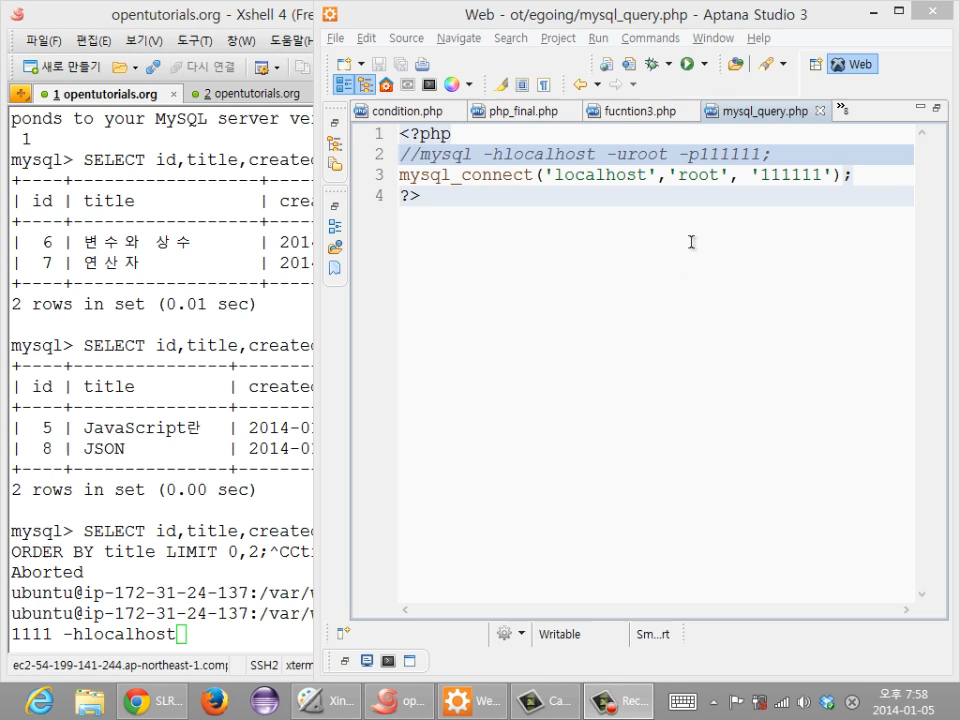 opentutorials.org - Xshell 4 (Fre
파일(F) 편집(E) 보기(V) 도구(T) 창(W) 도움말(H
새로 만들기 다시 연결
1 opentutorials.org × 2 opentutorials.org
ponds to your MySQL server ve
1
mysql> SELECT id,title,create
+----+---------------+-------
| id | title | crea
+----+---------------+-------
| 6 | 변수와 상수 | 2014
| 7 | 연산자 | 2014
+----+---------------+-------
2 rows in set (0.01 sec)
mysql> SELECT id,title,create
+----+---------------+-------
| id | title | create
+----+---------------+-------
| 5 | JavaScript란 | 2014-0
| 8 | JSON | 2014-0
+----+---------------+-------
2 rows in set (0.00 sec)
mysql> SELECT id,title,create
ORDER BY title LIMIT 0,2;^CCt
Aborted
ubuntu@ip-172-31-24-137:/var/
ubuntu@ip-172-31-24-137:/var/
1111 -hlocalhost
ec2-54-199-141-244.ap-northeast-1.comp SSH2 xterm
Web - ot/egoing/mysql_query.php - Aptana Studio 3
File Edit Source Navigate Search Project Run Commands Window Help
Web
condition.php php_final.php fucntion3.php mysql_query.php »8
1 <?php
2 //mysql -hlocalhost -uroot -p111111;
3 mysql_connect('localhost','root', '111111');
4 ?>
Writable Sm...rt
SLR... Xin... op... We... Ca... Rec...
오후 7:58
2014-01-05